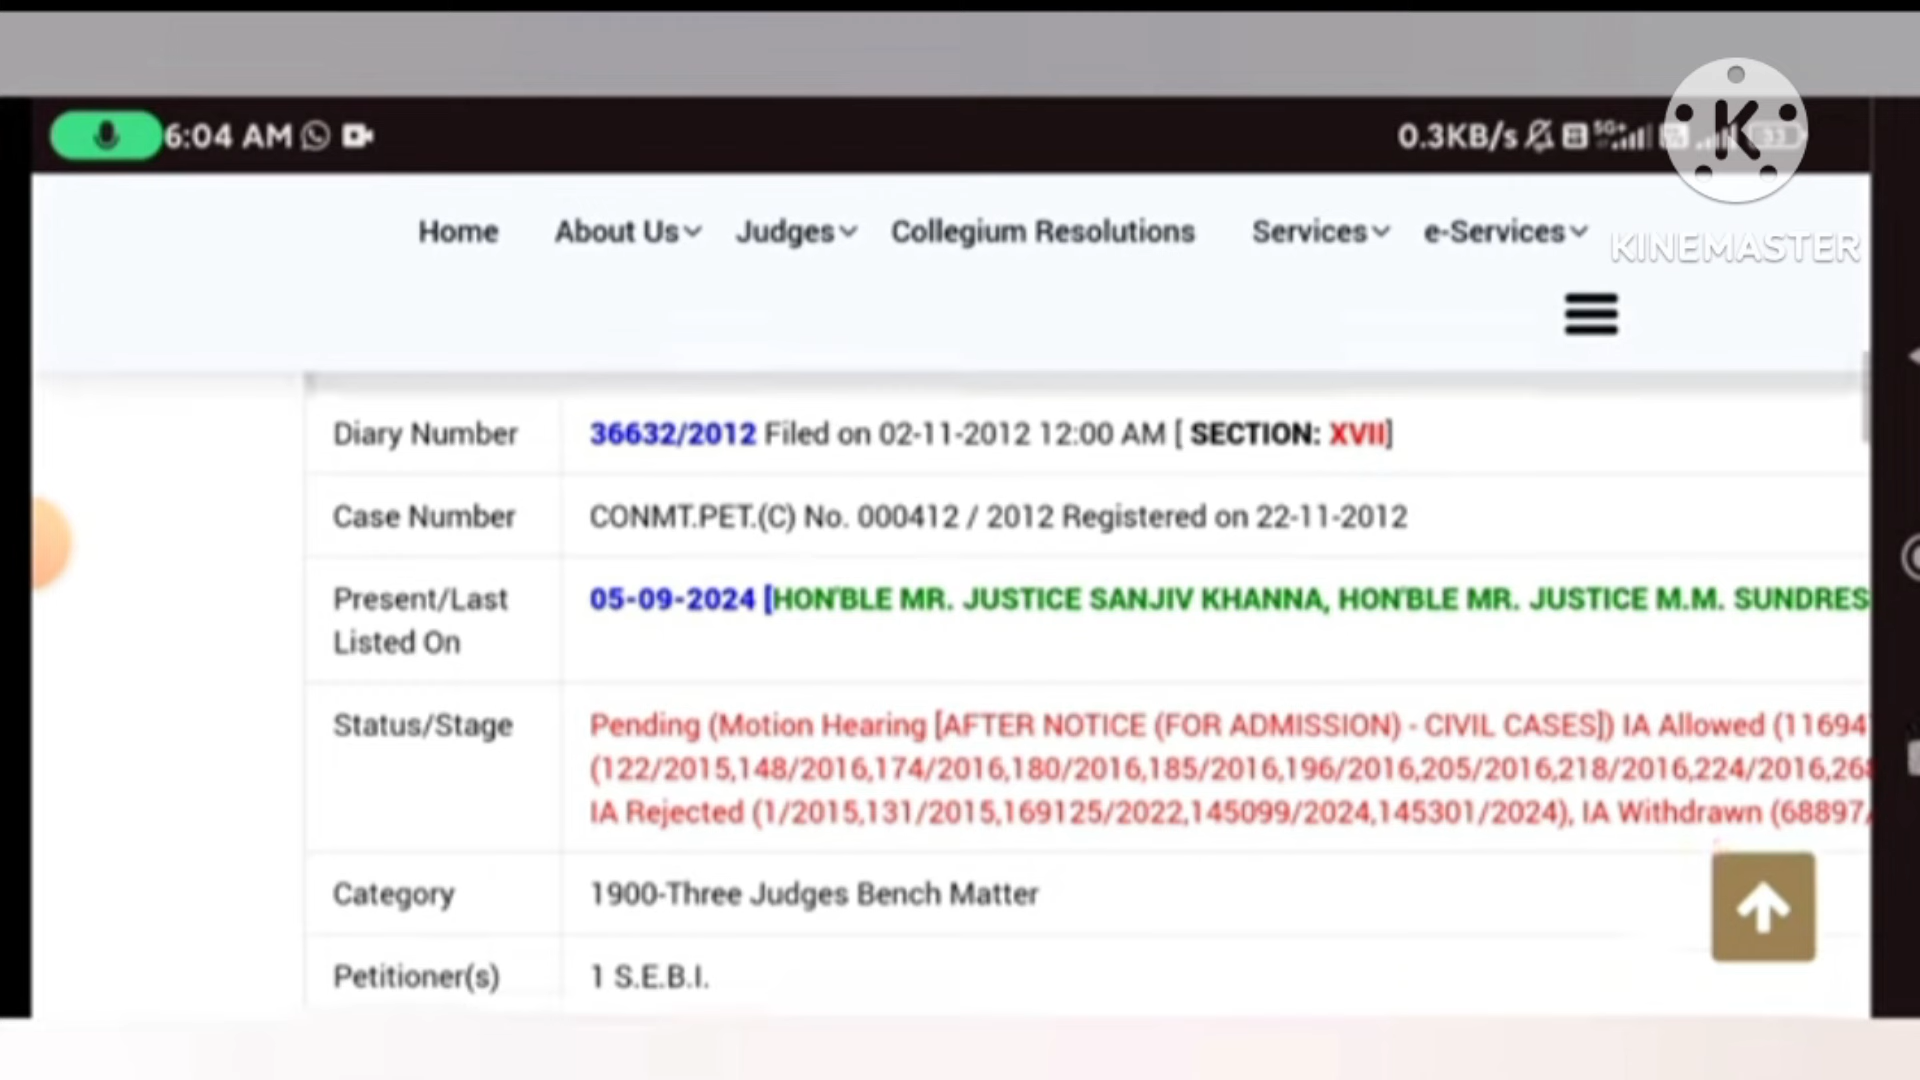 6:04 AM
0.3KB/s
5G+
K
KINEMASTER
Home About Us Judges Collegium Resolutions Services e-Services
Diary Number 36632/2012 Filed on 02-11-2012 12:00 AM [ SECTION: XVII]
Case Number CONMT.PET.(C) No. 000412 / 2012 Registered on 22-11-2012
Present/Last 05-09-2024 [HON'BLE MR. JUSTICE SANJIV KHANNA, HON'BLE MR. JUSTICE M.M. SUNDRES
Listed On
Status/Stage Pending (Motion Hearing [AFTER NOTICE (FOR ADMISSION) - CIVIL CASES]) IA Allowed (11694
(122/2015,148/2016,174/2016,180/2016,185/2016,196/2016,205/2016,218/2016,224/2016,268
IA Rejected (1/2015,131/2015,169125/2022,145099/2024,145301/2024), IA Withdrawn (68897/
Category 1900-Three Judges Bench Matter
Petitioner(s) 1 S.E.B.I.